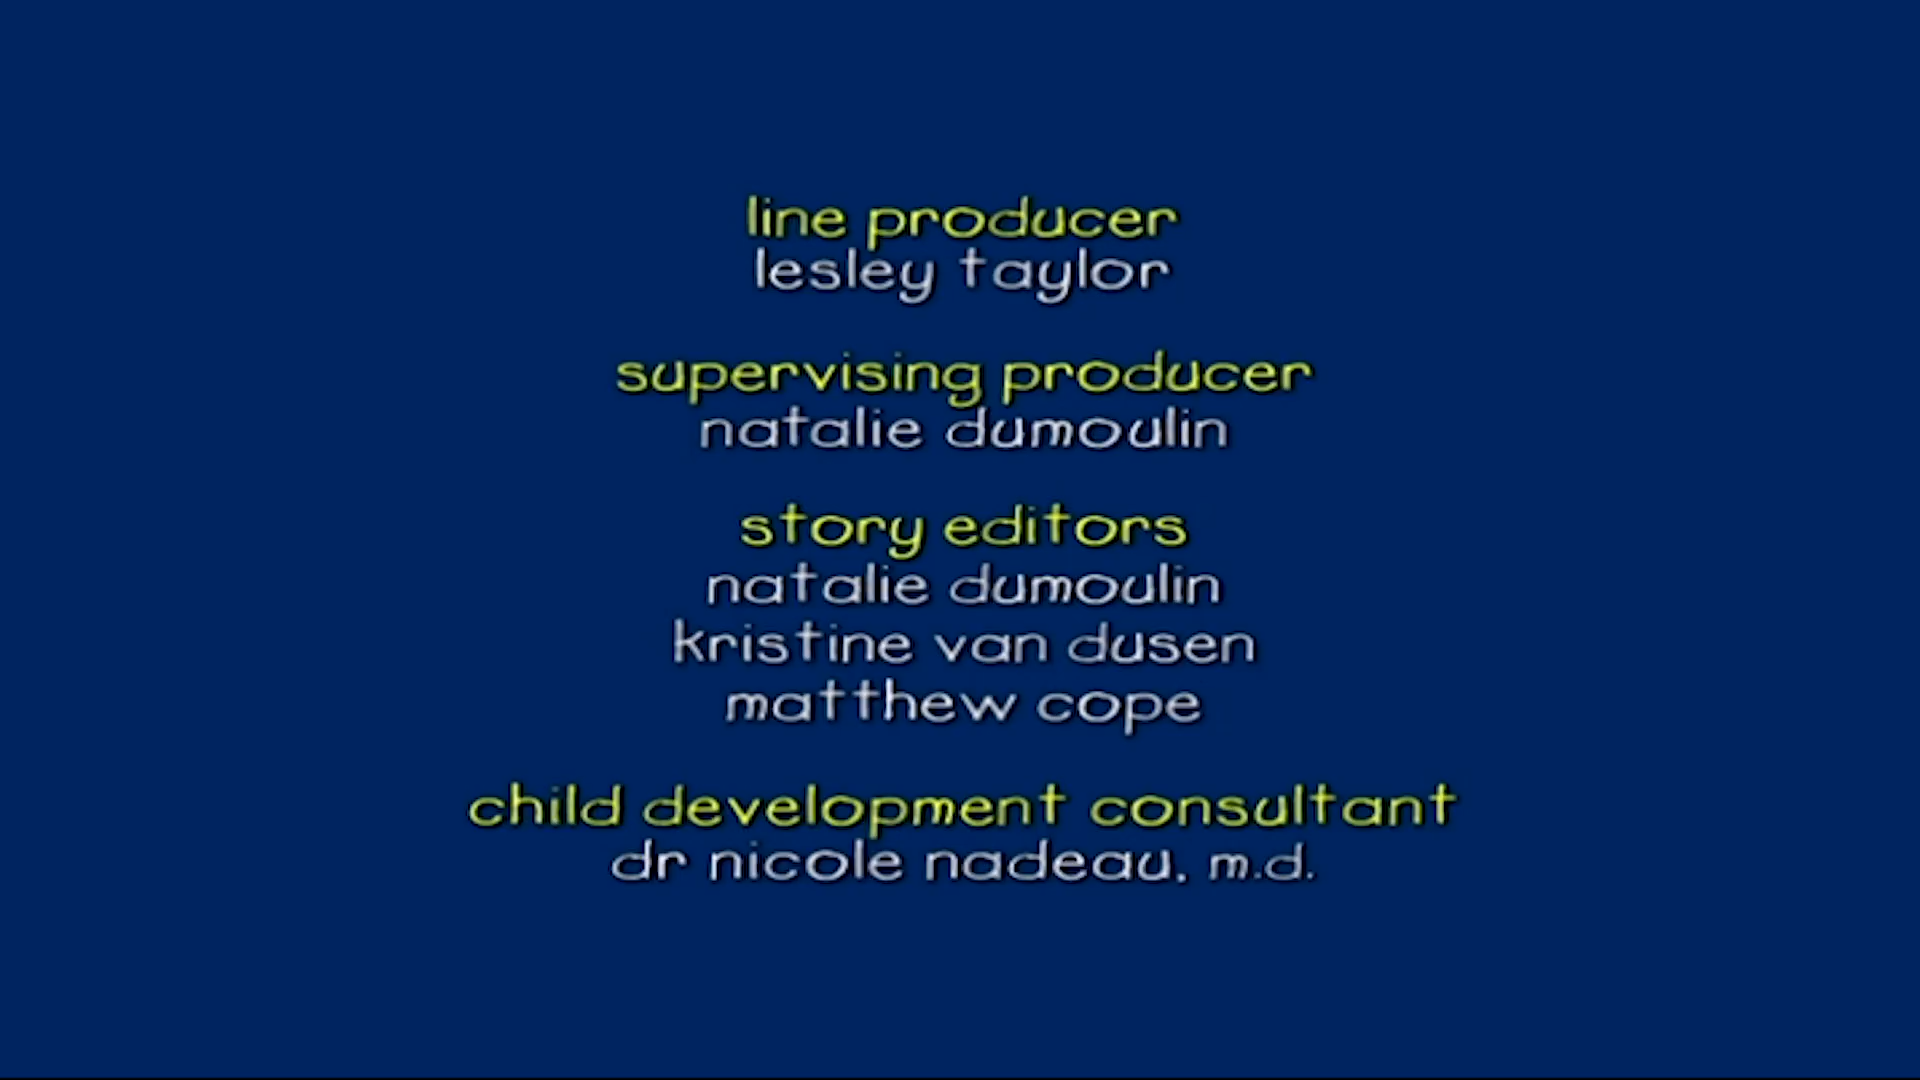 line producer
lesley taylor
supervising producer
natalie dumoulin
story editors
natalie dumoulin
kristine van dusen
matthew cope
child development consultant
dr nicole nadeau, m.d.